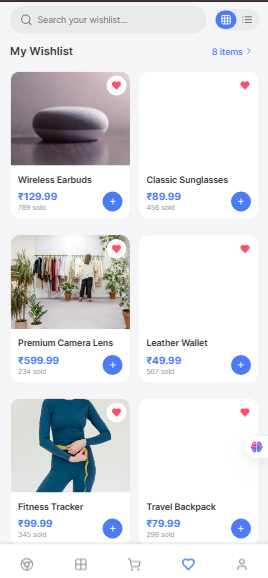 Search your wishlist...
My Wishlist
8 items
Wireless Earbuds
₹129.99
789 sold
Classic Sunglasses
₹89.99
456 sold
Premium Camera Lens
₹599.99
234 sold
Leather Wallet
₹49.99
567 sold
Fitness Tracker
₹99.99
345 sold
Travel Backpack
₹79.99
298 sold